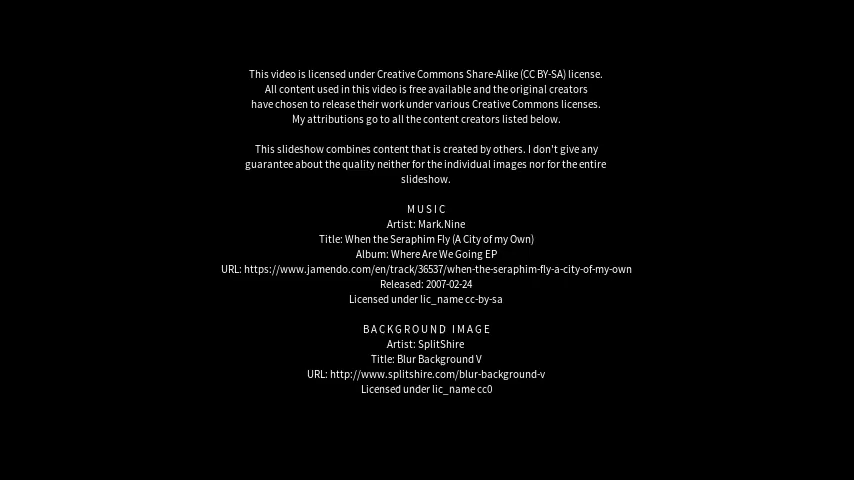 This video is licensed under Creative Commons Share-Alike (CC BY-SA) license.
All content used in this video is free available and the original creators
have chosen to release their work under various Creative Commons licenses.
My attributions go to all the content creators listed below.
This slideshow combines content that is created by others. I don't give any
guarantee about the quality neither for the individual images nor for the entire
slideshow.
MUSIC
Artist: Mark.Nine
Title: When the Seraphim Fly (A City of my Own)
Album: Where Are We Going EP
URL: https://www.jamendo.com/en/track/36537/when-the-seraphim-fly-a-city-of-my-own
Released: 2007-02-24
Licensed under lic_name cc-by-sa
BACKGROUND IMAGE
Artist: SplitShire
Title: Blur Background V
URL: http://www.splitshire.com/blur-background-v
Licensed under lic_name cc0